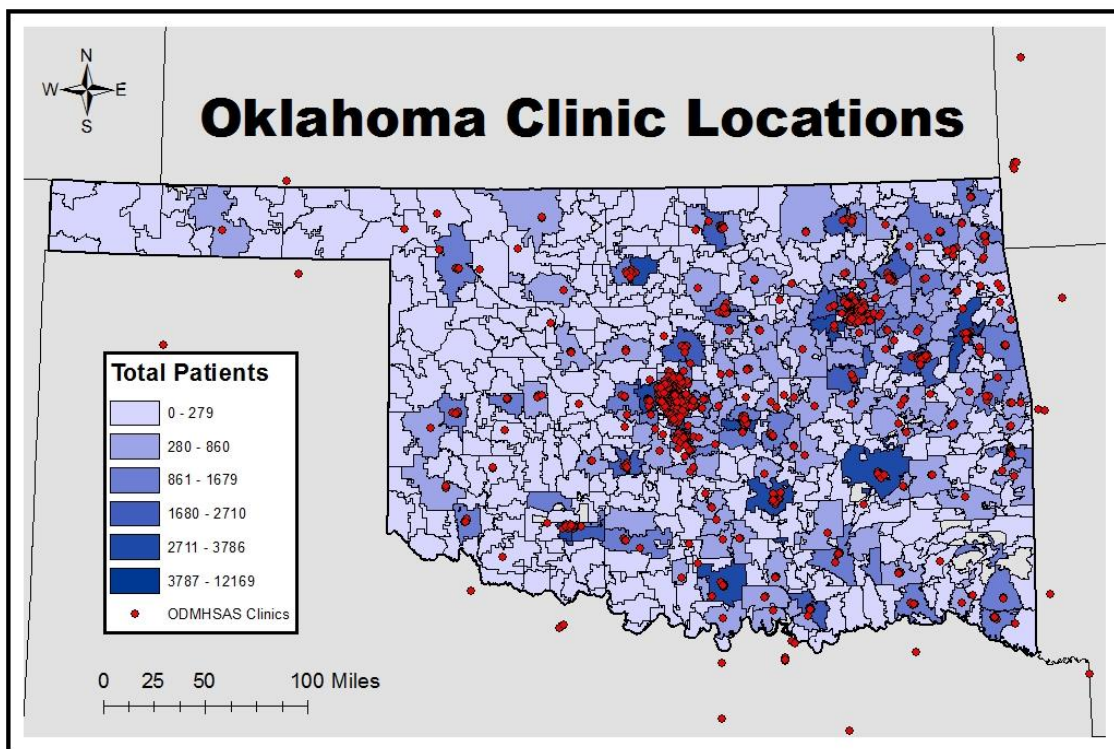 N
W E
S
Oklahoma Clinic Locations
Total Patients
0 - 279
280 - 860
861 - 1679
1680 - 2710
2711 - 3786
3787 - 12169
ODMHSAS Clinics
0 25 50 100 Miles